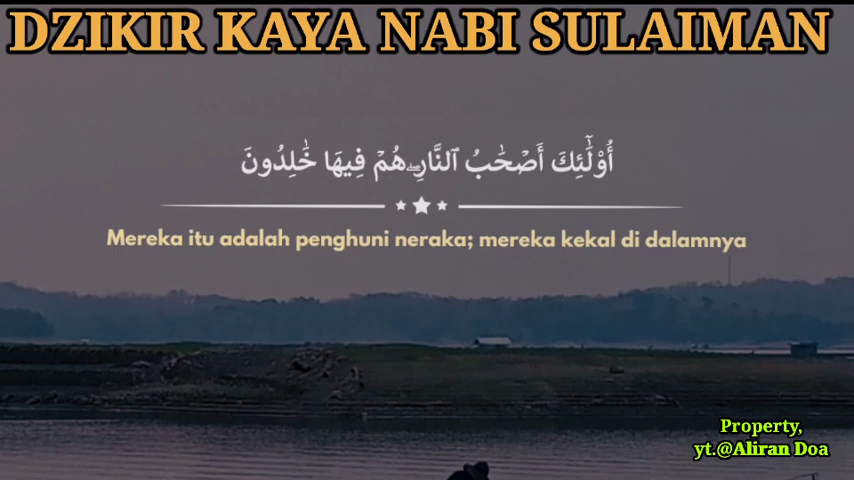 DZIKIR KAYA NABI SULAIMAN
أُو۟لَٰٓئِكَ أَصْحَٰبُ ٱلنَّارِۖ هُمْ فِيهَا خَٰلِدُونَ
Mereka itu adalah penghuni neraka; mereka kekal di dalamnya
Property,
yt.@Aliran Doa